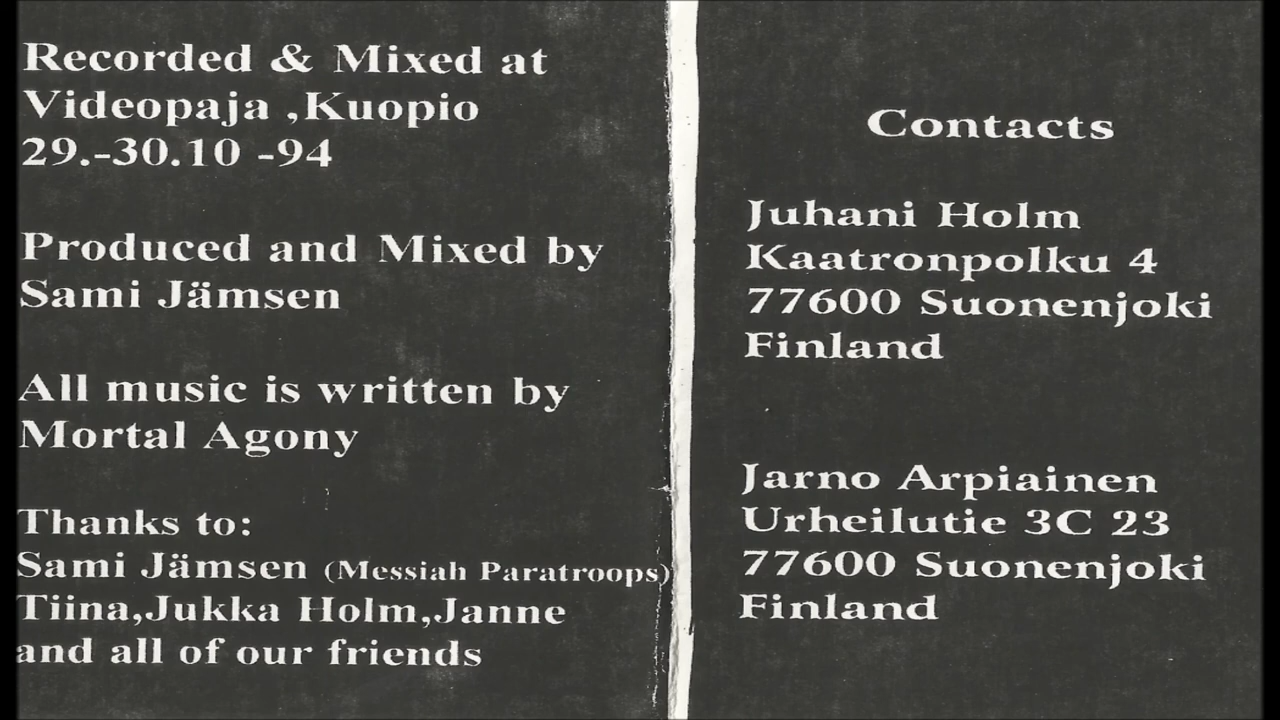 Recorded & Mixed at
Videopaja ,Kuopio
29.-30.10 -94
Produced and Mixed by
Sami Jämsen
All music is written by
Mortal Agony
Thanks to:
Sami Jämsen (Messiah Paratroops)
Tiina,Jukka Holm,Janne
and all of our friends
Contacts
Juhani Holm
Kaatronpolku 4
77600 Suonenjoki
Finland
Jarno Arpiainen
Urheilutie 3C 23
77600 Suonenjoki
Finland